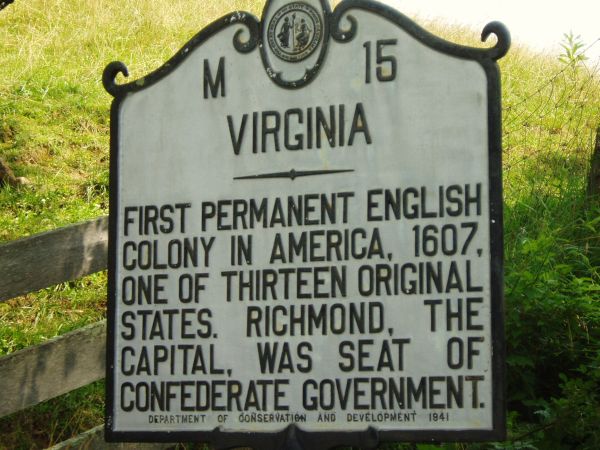 M 15
VIRGINIA
FIRST PERMANENT ENGLISH
COLONY IN AMERICA, 1607,
ONE OF THIRTEEN ORIGINAL
STATES. RICHMOND, THE
CAPITAL, WAS SEAT OF
CONFEDERATE GOVERNMENT.
DEPARTMENT OF CONSERVATION AND DEVELOPMENT 1941